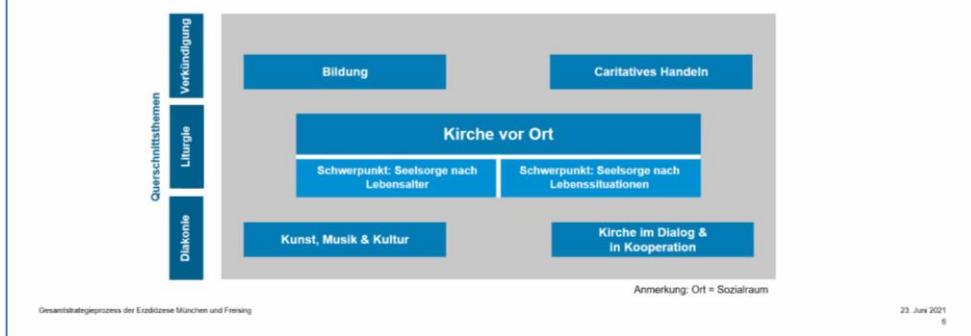 Querschnittsthemen
Verkündigung
Liturgie
Diakonie
Bildung
Caritatives Handeln
Kirche vor Ort
Schwerpunkt: Seelsorge nach
Lebensalter
Schwerpunkt: Seelsorge nach
Lebenssituationen
Kunst, Musik & Kultur
Kirche im Dialog &
in Kooperation
Anmerkung: Ort = Sozialraum
Gesamtstrategieprozess der Erzdiözese München und Freising
23. Juni 2021
6